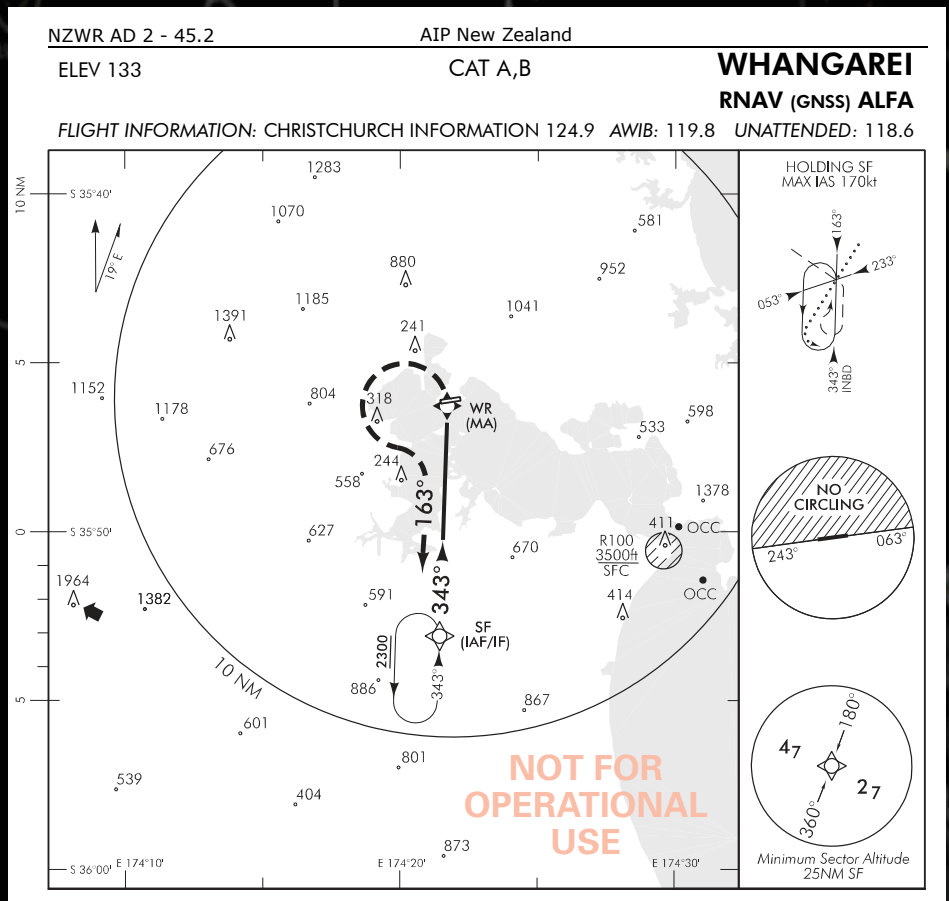 NZWR AD 2 - 45.2
AIP New Zealand
ELEV 133
CAT A,B
WHANGAREI
RNAV (GNSS) ALFA
FLIGHT INFORMATION: CHRISTCHURCH INFORMATION 124.9 AWIB: 119.8 UNATTENDED: 118.6
10 NM
S 35°40'
19° E
1283
1070
581
880
952
1185
1041
1391
241
5
1152
1178
804
318
WR
(MA)
598
533
676
244
558
163°
1378
0
S 35°50'
627
411
OCC
R100
3500ft
SFC
670
1964
1382
591
343°
414
OCC
SF
(IAF/IF)
2300
10 NM
886
343°
5
867
601
801
539
404
873
NOT FOR
OPERATIONAL
USE
S 36°00'
E 174°10'
E 174°20'
E 174°30'
HOLDING SF
MAX IAS 170kt
163°
233°
053°
343°
INBD
NO
CIRCLING
243°
063°
180°
47
27
360°
Minimum Sector Altitude
25NM SF